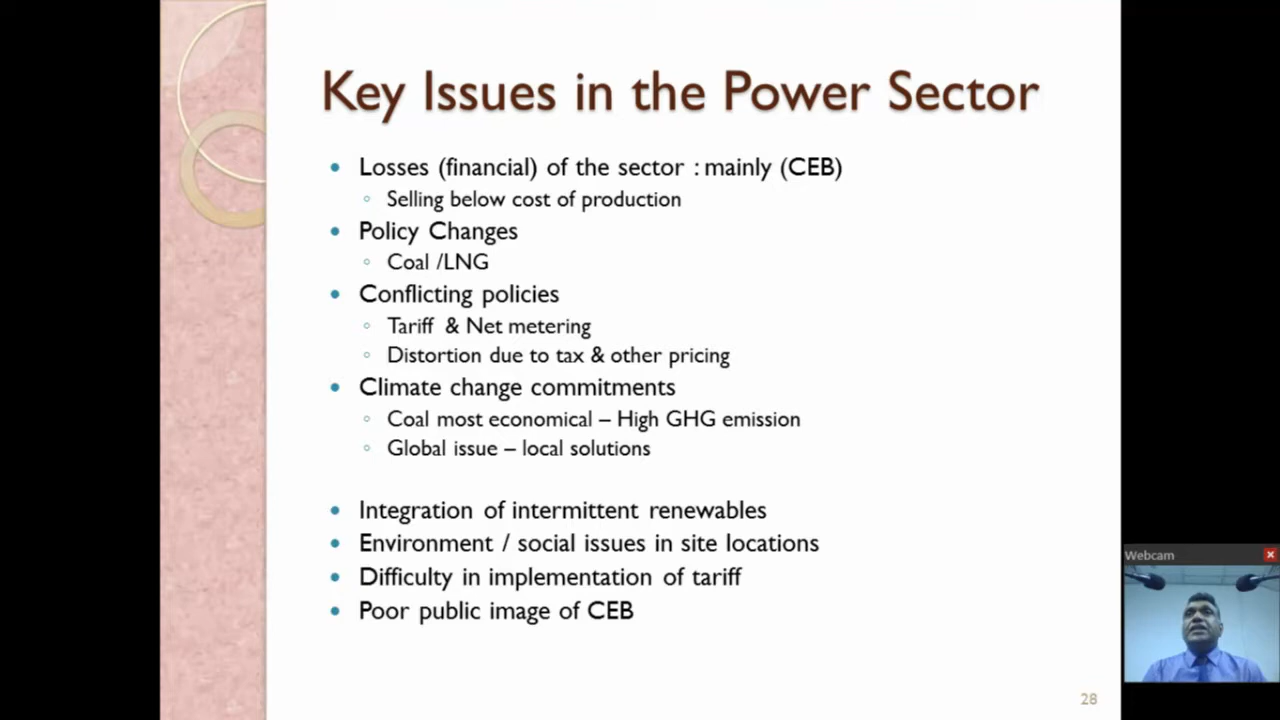 Key Issues in the Power Sector
• Losses (financial) of the sector : mainly (CEB)
◦ Selling below cost of production
• Policy Changes
◦ Coal /LNG
• Conflicting policies
◦ Tariff & Net metering
◦ Distortion due to tax & other pricing
• Climate change commitments
◦ Coal most economical – High GHG emission
◦ Global issue – local solutions
• Integration of intermittent renewables
• Environment / social issues in site locations
• Difficulty in implementation of tariff
• Poor public image of CEB
Webcam
28